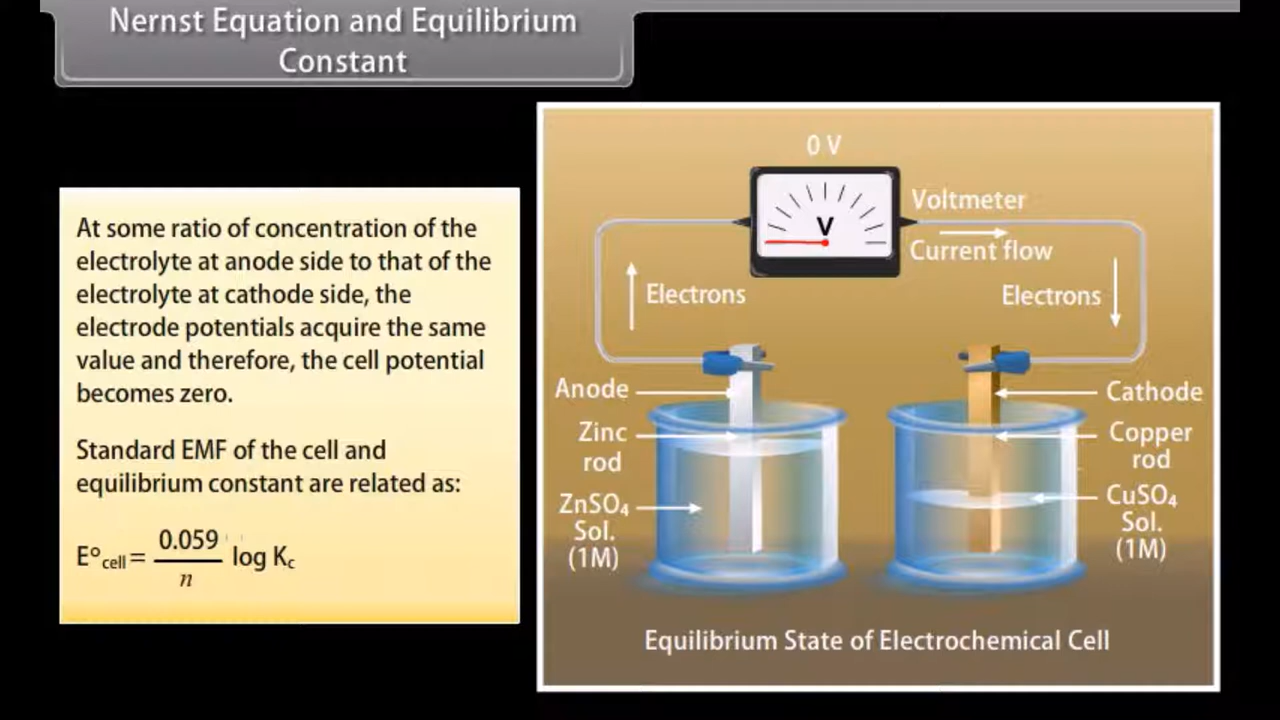 Nernst Equation and Equilibrium
Constant
At some ratio of concentration of the
electrolyte at anode side to that of the
electrolyte at cathode side, the
electrode potentials acquire the same
value and therefore, the cell potential
becomes zero.
Standard EMF of the cell and
equilibrium constant are related as:
E°cell = 0.059/n log Kc
0 V
V
Voltmeter
Current flow
Electrons
Electrons
Anode
Zinc
rod
ZnSO₄
Sol.
(1M)
Cathode
Copper
rod
CuSO₄
Sol.
(1M)
Equilibrium State of Electrochemical Cell